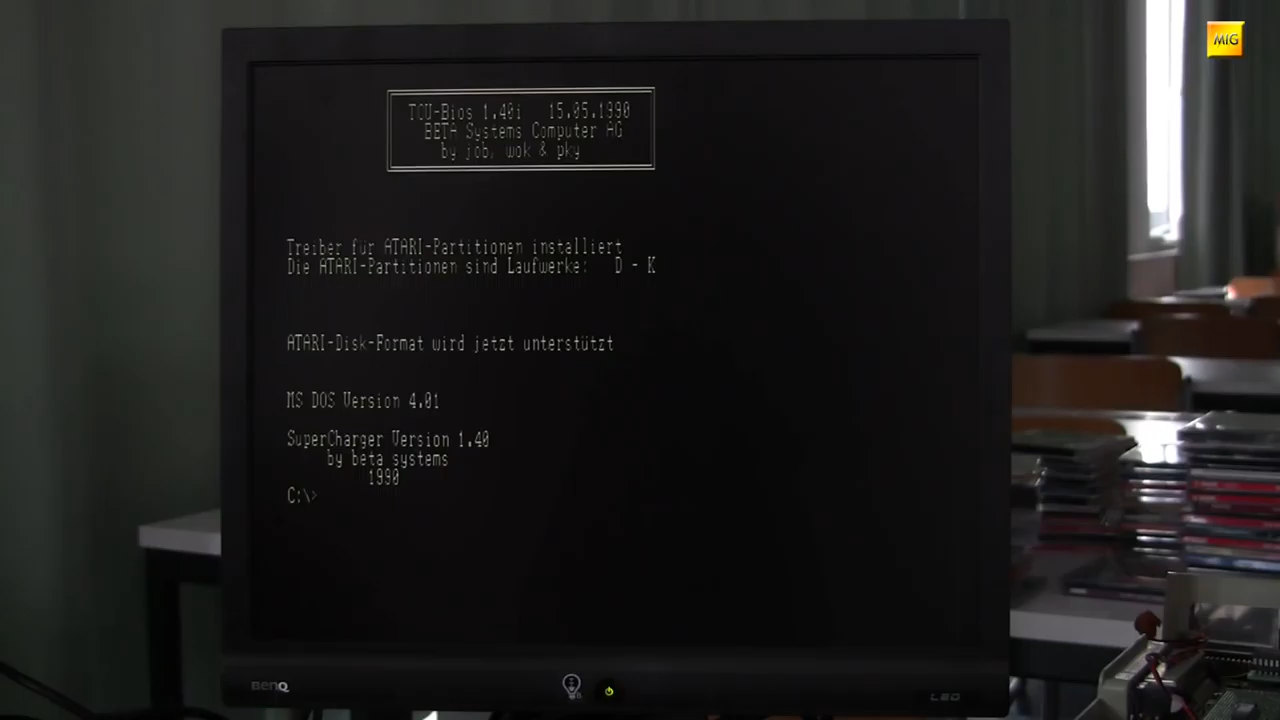 MiG
TCU-Bios 1.40i 15.05.1990
BETA Systems Computer AG
by job, wok & pky
Treiber für ATARI-Partitionen installiert
Die ATARI-Partitionen sind Laufwerke: D - K
ATARI-Disk-Format wird jetzt unterstützt
MS DOS Version 4.01
SuperCharger Version 1.40
by beta systems
1990
C:\>
BenQ
LED